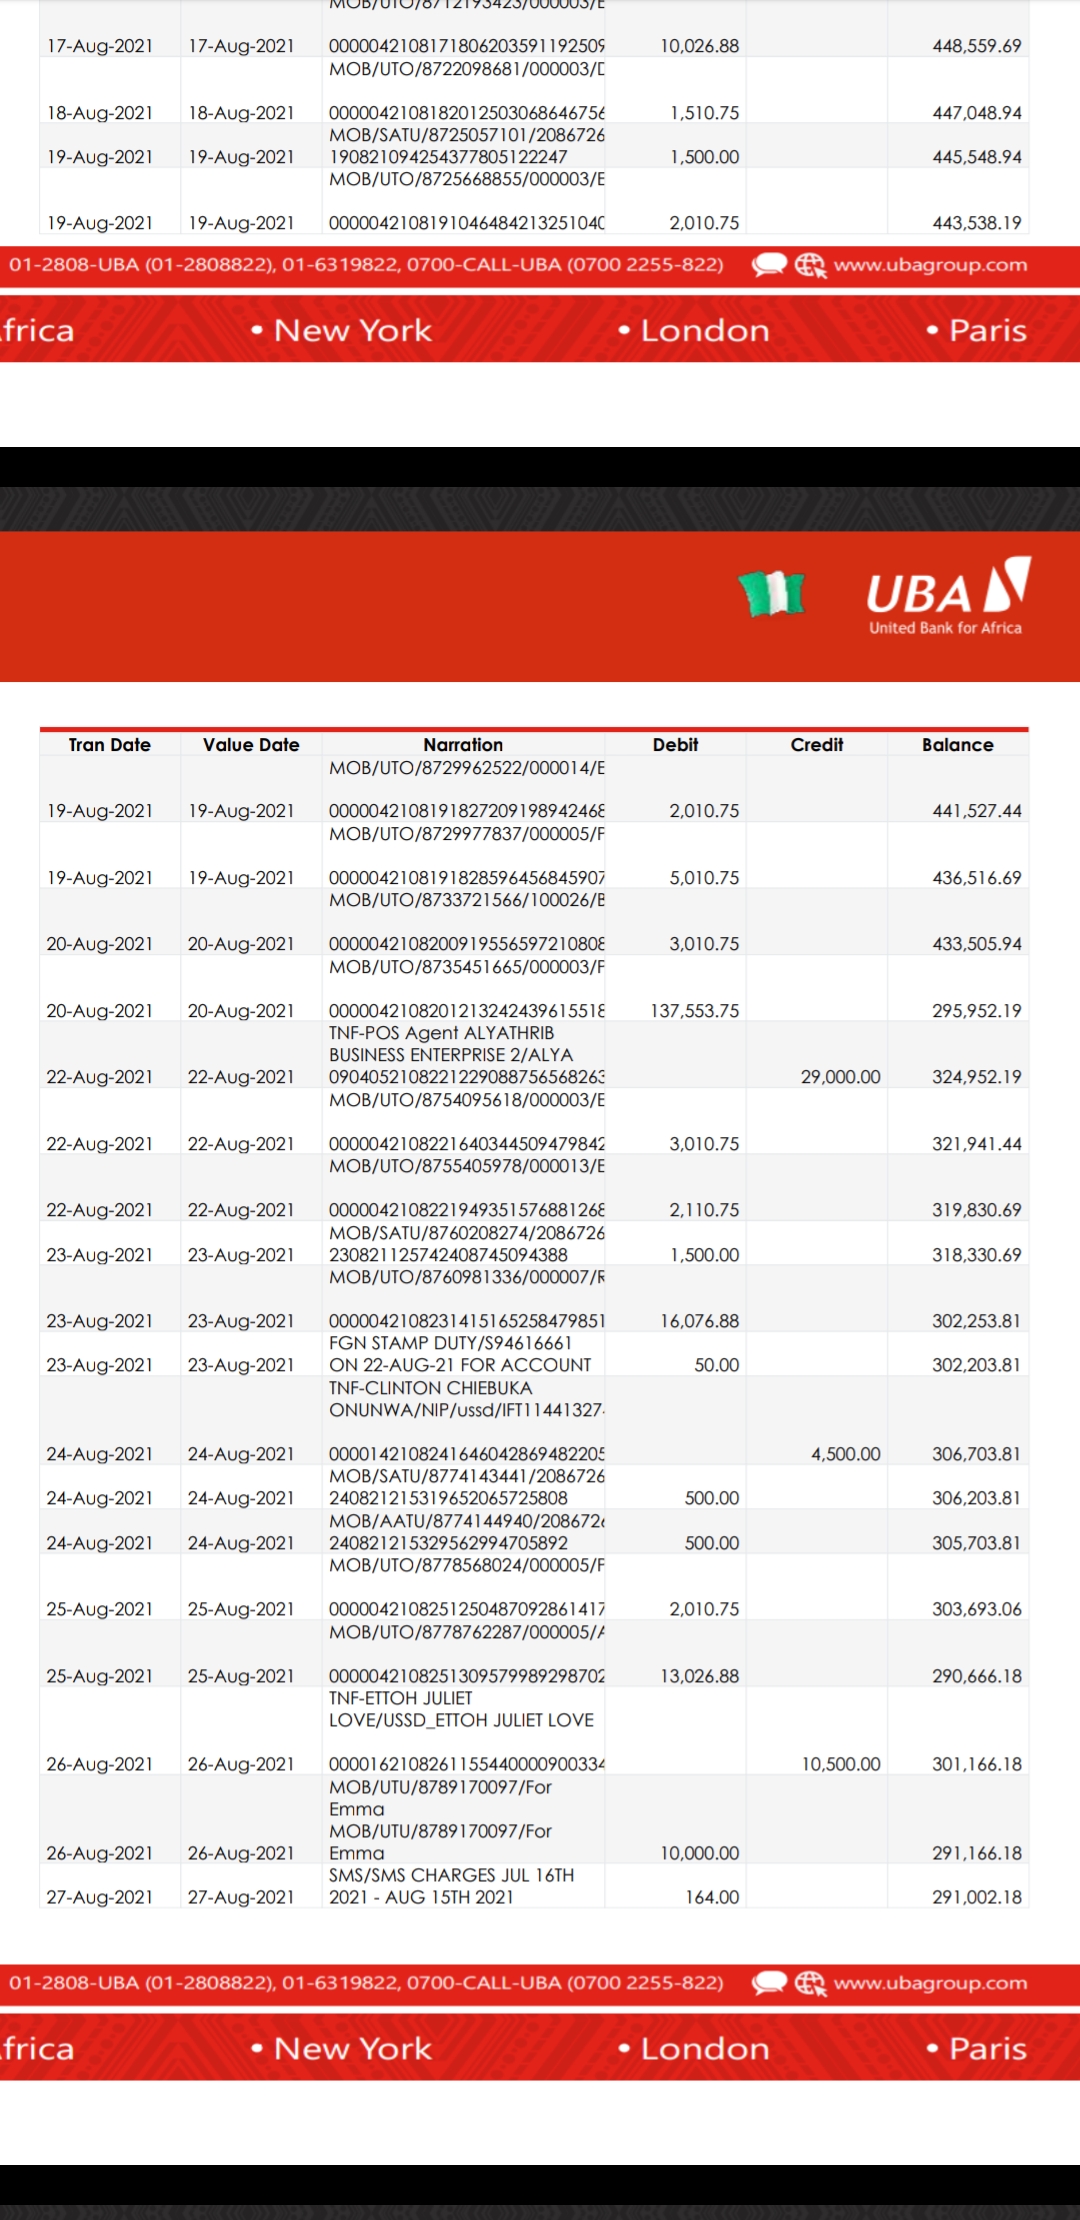 17-Aug-2021 17-Aug-2021 0000042108171806203591192509 10,026.88 448,559.69
MOB/UTO/8722098681/000003/
18-Aug-2021 18-Aug-2021 0000042108182012503068646756 1,510.75 447,048.94
MOB/SATU/8725057101/2086726
19-Aug-2021 19-Aug-2021 190821094254377805122247 1,500.00 445,548.94
MOB/UTO/8725668855/000003/
19-Aug-2021 19-Aug-2021 000004210819104648421325104 2,010.75 443,538.19
01-2808-UBA (01-2808822), 01-6319822, 0700-CALL-UBA (0700 2255-822) www.ubagroup.com
frica • New York • London • Paris
UBA
United Bank for Africa
Tran Date Value Date Narration Debit Credit Balance
MOB/UTO/8729962522/000014/
19-Aug-2021 19-Aug-2021 0000042108191827209198942468 2,010.75 441,527.44
MOB/UTO/8729977837/000005/
19-Aug-2021 19-Aug-2021 0000042108191828596456845907 5,010.75 436,516.69
MOB/UTO/8733721566/100026/
20-Aug-2021 20-Aug-2021 0000042108200919556597210808 3,010.75 433,505.94
MOB/UTO/8735451665/000003/
20-Aug-2021 20-Aug-2021 0000042108201213242439615518 137,553.75 295,952.19
TNF-POS Agent ALYATHRIB
BUSINESS ENTERPRISE 2/ALYA
22-Aug-2021 22-Aug-2021 0904052108221229088756568263 29,000.00 324,952.19
MOB/UTO/8754095618/000003/
22-Aug-2021 22-Aug-2021 0000042108221640344509479842 3,010.75 321,941.44
MOB/UTO/8755405978/000013/
22-Aug-2021 22-Aug-2021 0000042108221949351576881268 2,110.75 319,830.69
MOB/SATU/8760208274/2086726
23-Aug-2021 23-Aug-2021 230821125742408745094388 1,500.00 318,330.69
MOB/UTO/8760981336/000007/
23-Aug-2021 23-Aug-2021 0000042108231415165258479851 16,076.88 302,253.81
FGN STAMP DUTY/S94616661
23-Aug-2021 23-Aug-2021 ON 22-AUG-21 FOR ACCOUNT 50.00 302,203.81
TNF-CLINTON CHIEBUKA
ONUNWA/NIP/ussd/IFT11441327
24-Aug-2021 24-Aug-2021 0000142108241646042869482205 4,500.00 306,703.81
MOB/SATU/8774143441/2086726
24-Aug-2021 24-Aug-2021 240821215319652065725808 500.00 306,203.81
MOB/AATU/8774144940/208672
24-Aug-2021 24-Aug-2021 240821215329562994705892 500.00 305,703.81
MOB/UTO/8778568024/000005/
25-Aug-2021 25-Aug-2021 0000042108251250487092861417 2,010.75 303,693.06
MOB/UTO/8778762287/000005/
25-Aug-2021 25-Aug-2021 0000042108251309579989298702 13,026.88 290,666.18
TNF-ETTOH JULIET
LOVE/USSD_ETTOH JULIET LOVE
26-Aug-2021 26-Aug-2021 0000162108261155440000900334 10,500.00 301,166.18
MOB/UTU/8789170097/For
Emma
MOB/UTU/8789170097/For
26-Aug-2021 26-Aug-2021 Emma 10,000.00 291,166.18
SMS/SMS CHARGES JUL 16TH
27-Aug-2021 27-Aug-2021 2021 - AUG 15TH 2021 164.00 291,002.18
01-2808-UBA (01-2808822), 01-6319822, 0700-CALL-UBA (0700 2255-822) www.ubagroup.com
frica • New York • London • Paris